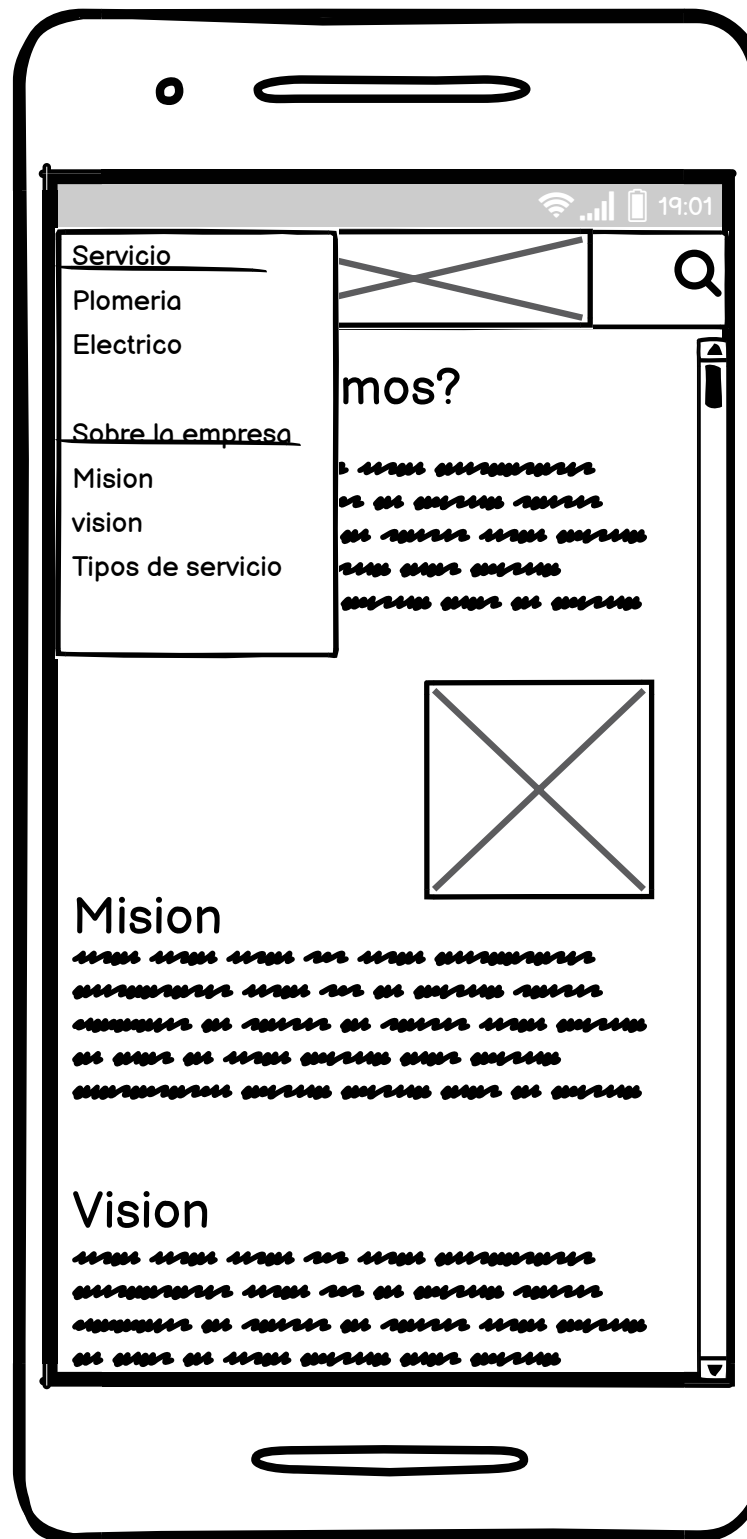 19:01
Servicio
Plomeria
Electrico
Sobre la empresa
Mision
vision
Tipos de servicio
mos?
Mision
Vision